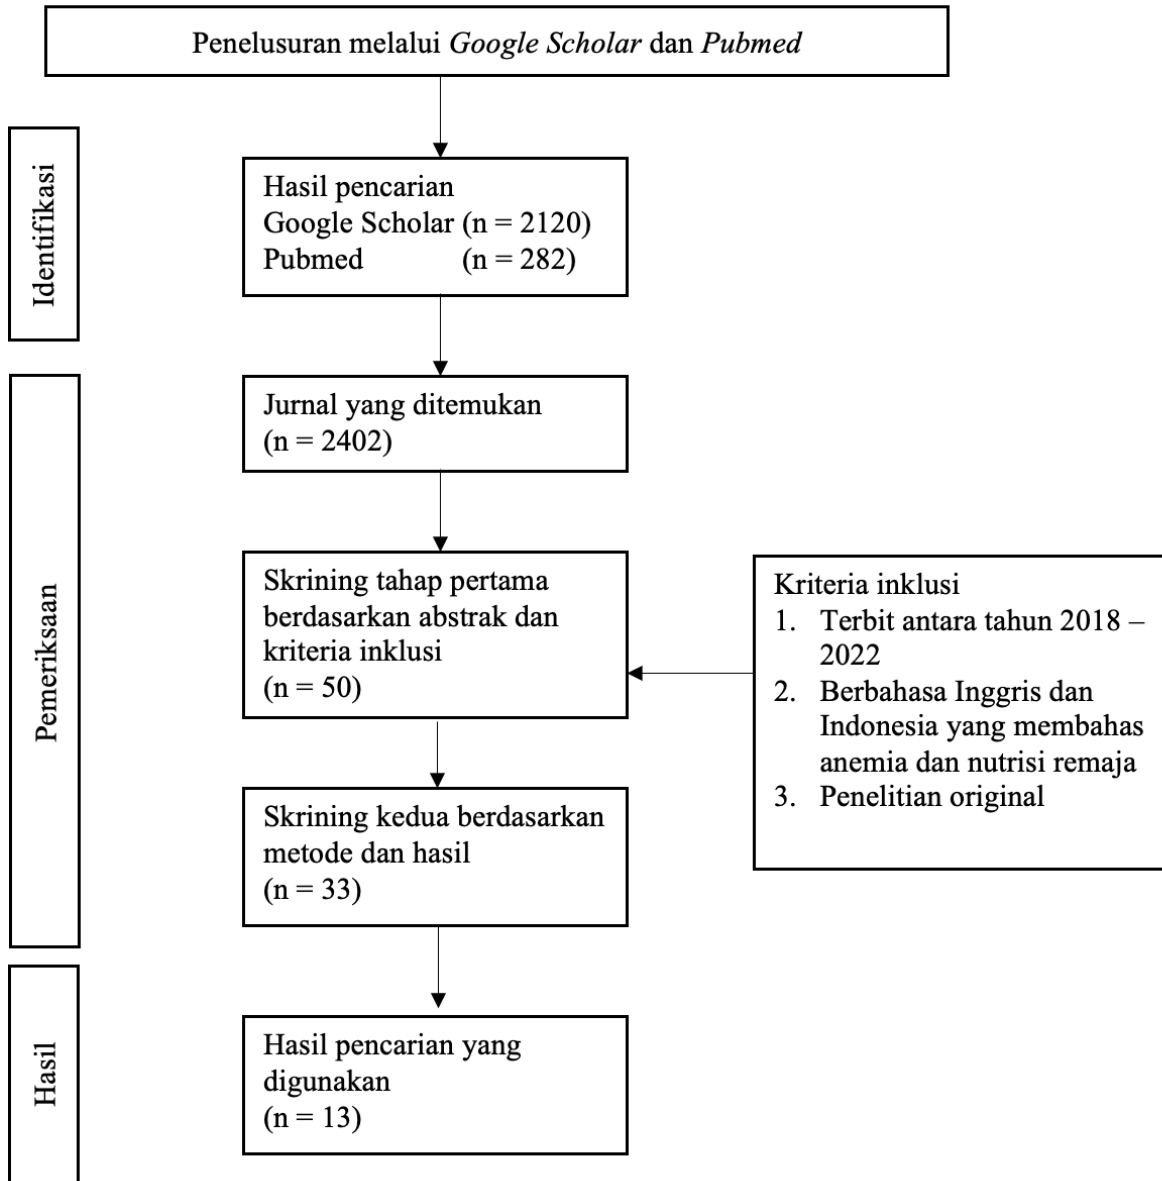 Penelusuran melalui Google Scholar dan Pubmed
Identifikasi
Hasil pencarian
Google Scholar (n = 2120)
Pubmed (n = 282)
Pemeriksaan
Jurnal yang ditemukan
(n = 2402)
Skrining tahap pertama
berdasarkan abstrak dan
kriteria inklusi
(n = 50)
Kriteria inklusi
1. Terbit antara tahun 2018 –
2022
2. Berbahasa Inggris dan
Indonesia yang membahas
anemia dan nutrisi remaja
3. Penelitian original
Skrining kedua berdasarkan
metode dan hasil
(n = 33)
Hasil
Hasil pencarian yang
digunakan
(n = 13)